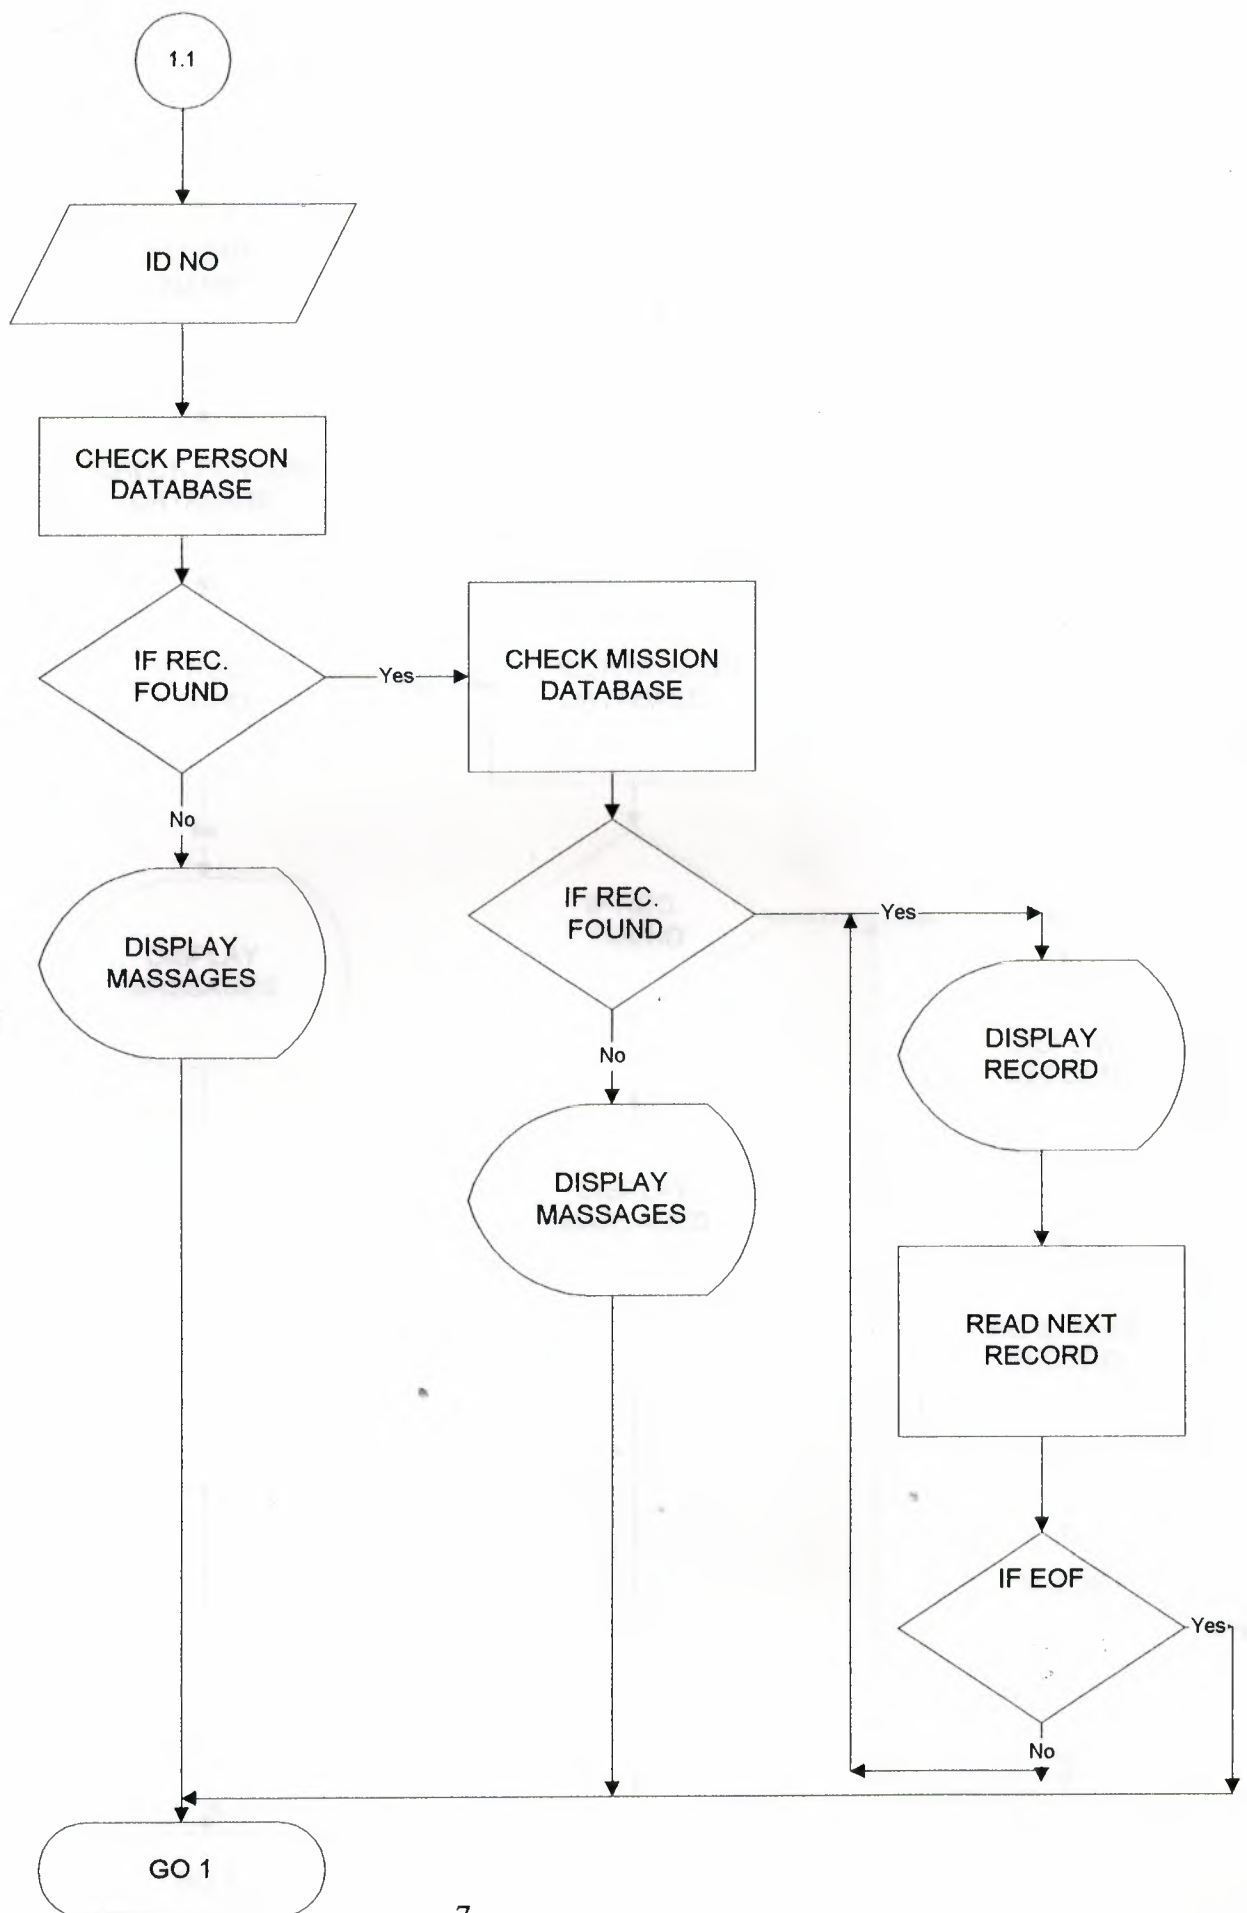 1.1
ID NO
CHECK PERSON
DATABASE
IF REC.
FOUND
Yes
CHECK MISSION
DATABASE
No
DISPLAY
MASSAGES
IF REC.
FOUND
Yes
No
DISPLAY
MASSAGES
DISPLAY
RECORD
READ NEXT
RECORD
IF EOF
Yes
No
GO 1
7